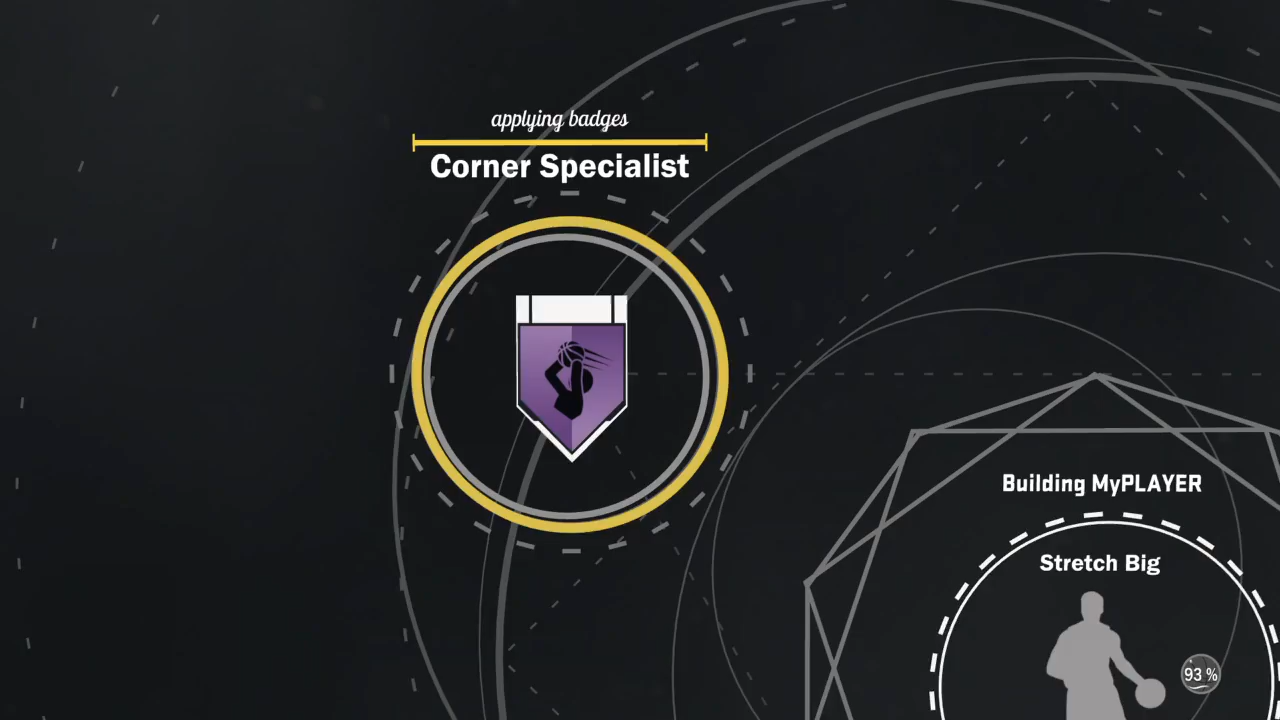 applying badges
Corner Specialist
Building MyPLAYER
Stretch Big
93 %